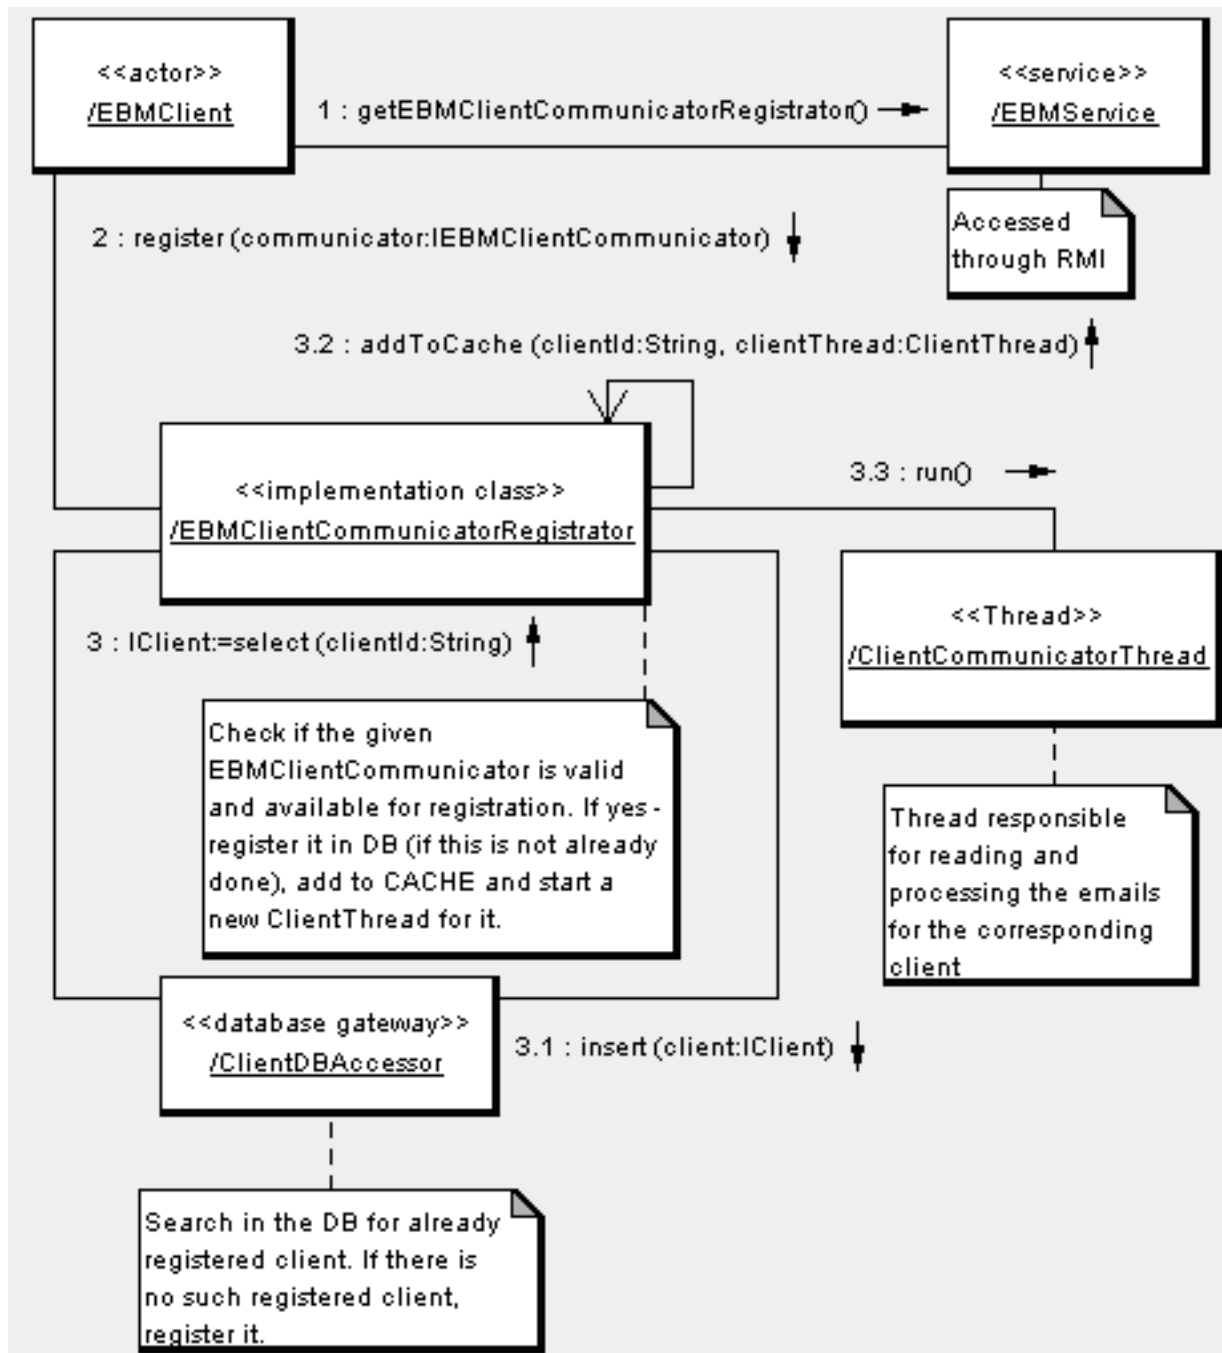 <<actor>>
/EBMClient
1 : getEBMClientCommunicatorRegistrator()
<<service>>
/EBMService
Accessed
through RMI
2 : register (communicator:IEBMClientCommunicator)
3.2 : addToCache (clientId:String, clientThread:ClientThread)
<<implementation class>>
/EBMClientCommunicatorRegistrator
3.3 : run()
<<Thread>>
/ClientCommunicatorThread
3 : IClient:=select (clientId:String)
Check if the given
EBMClientCommunicator is valid
and available for registration. If yes -
register it in DB (if this is not already
done), add to CACHE and start a
new ClientThread for it.
Thread responsible
for reading and
processing the emails
for the corresponding
client
<<database gateway>>
/ClientDBAccessor
3.1 : insert (client:IClient)
Search in the DB for already
registered client. If there is
no such registered client,
register it.